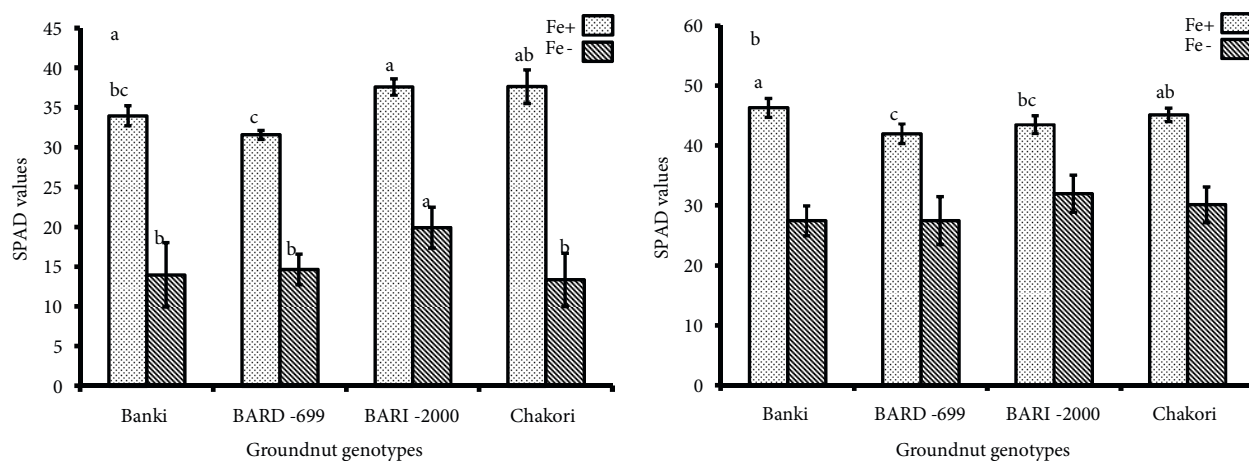 45
40
35
30
25
20
15
10
5
0
SPAD values
a
Fe+
Fe -
bc
b
c
b
a
a
ab
b
Banki
BARD -699
BARI -2000
Chakori
Groundnut genotypes
60
50
40
30
20
10
0
SPAD values
b
Fe+
Fe -
a
c
bc
ab
Banki
BARD -699
BARI -2000
Chakori
Groundnut genotypes